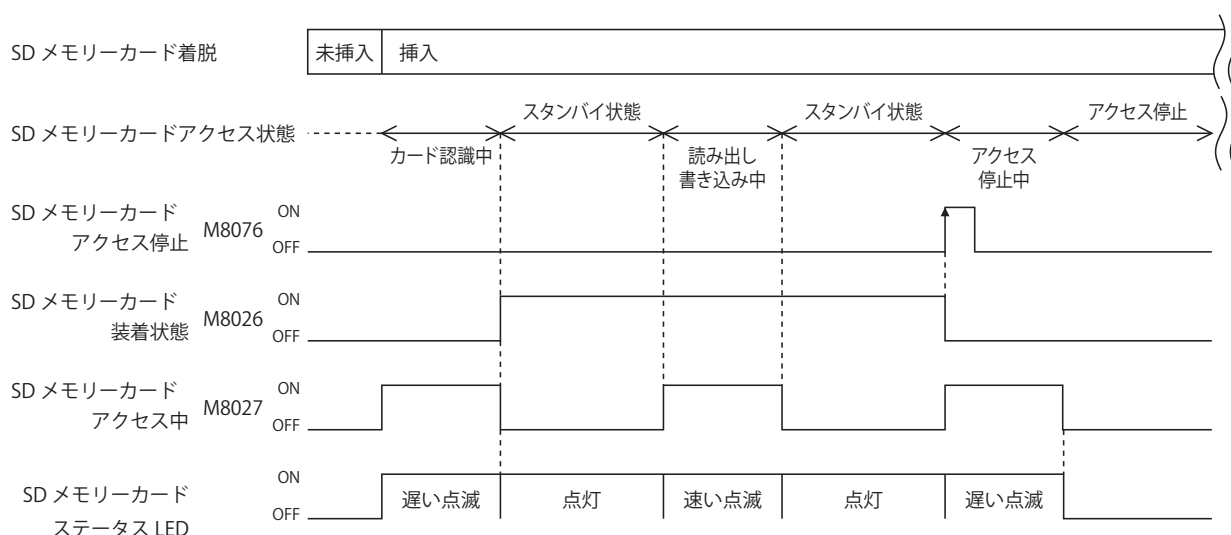 SD メモリーカード着脱
未挿入
挿入
SD メモリーカードアクセス状態
カード認識中
スタンバイ状態
読み出し
書き込み中
スタンバイ状態
アクセス
停止中
アクセス停止
SD メモリーカード
アクセス停止
M8076
ON
OFF
SD メモリーカード
装着状態
M8026
ON
OFF
SD メモリーカード
アクセス中
M8027
ON
OFF
SD メモリーカード
ステータス LED
ON
OFF
遅い点滅
点灯
速い点滅
点灯
遅い点滅